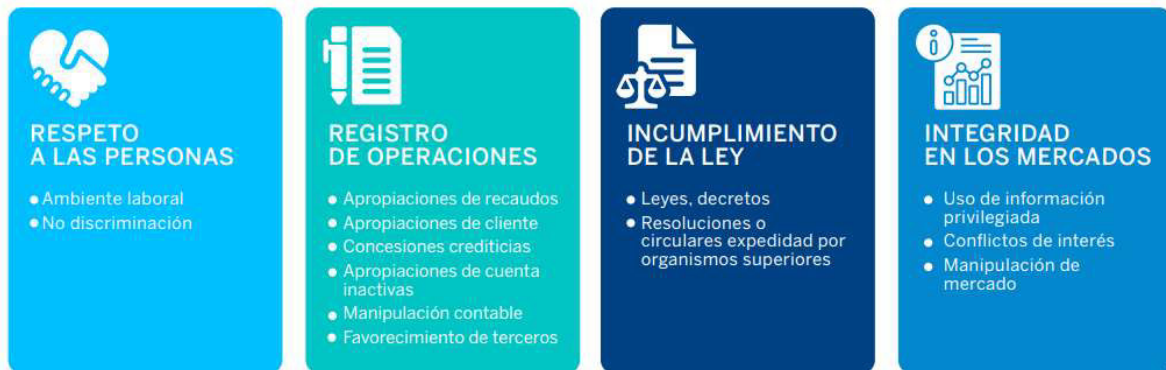 RESPETO
A LAS PERSONAS
● Ambiente laboral
● No discriminación
REGISTRO
DE OPERACIONES
● Apropiaciones de recaudos
● Apropiaciones de cliente
● Concesiones crediticias
● Apropiaciones de cuenta
inactivas
● Manipulación contable
● Favorecimiento de terceros
INCUMPLIMIENTO
DE LA LEY
● Leyes, decretos
● Resoluciones o
circulares expedidad por
organismos superiores
INTEGRIDAD
EN LOS MERCADOS
● Uso de información
privilegiada
● Conflictos de interés
● Manipulación de
mercado